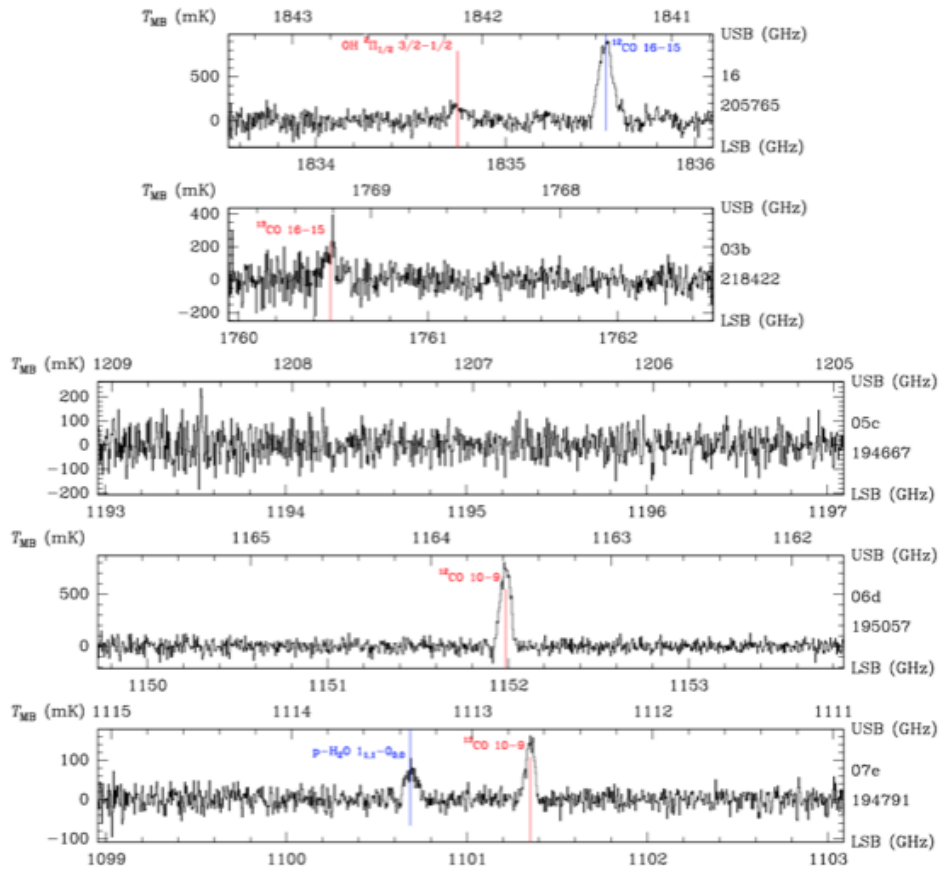 T_MB (mK) 1843 1842 1841
USB (GHz)
OH ²Π₁/₂ 3/2-1/2 ¹²CO 16-15
500
16
205765
0
LSB (GHz)
1834 1835 1836
T_MB (mK) 1769 1768
USB (GHz)
400
¹³CO 16-15
200
03b
0
218422
-200
LSB (GHz)
1760 1761 1762
T_MB (mK) 1209 1208 1207 1206 1205
USB (GHz)
200
05c
100
0
194667
-100
-200
LSB (GHz)
1193 1194 1195 1196 1197
T_MB (mK) 1165 1164 1163 1162
USB (GHz)
¹²CO 10-9
500
06d
195057
0
LSB (GHz)
1150 1151 1152 1153
T_MB (mK) 1115 1114 1113 1112 1111
USB (GHz)
p-H₂O 1₁,₁-0₀,₀ ¹³CO 10-9
100
07e
0
194791
-100
LSB (GHz)
1099 1100 1101 1102 1103